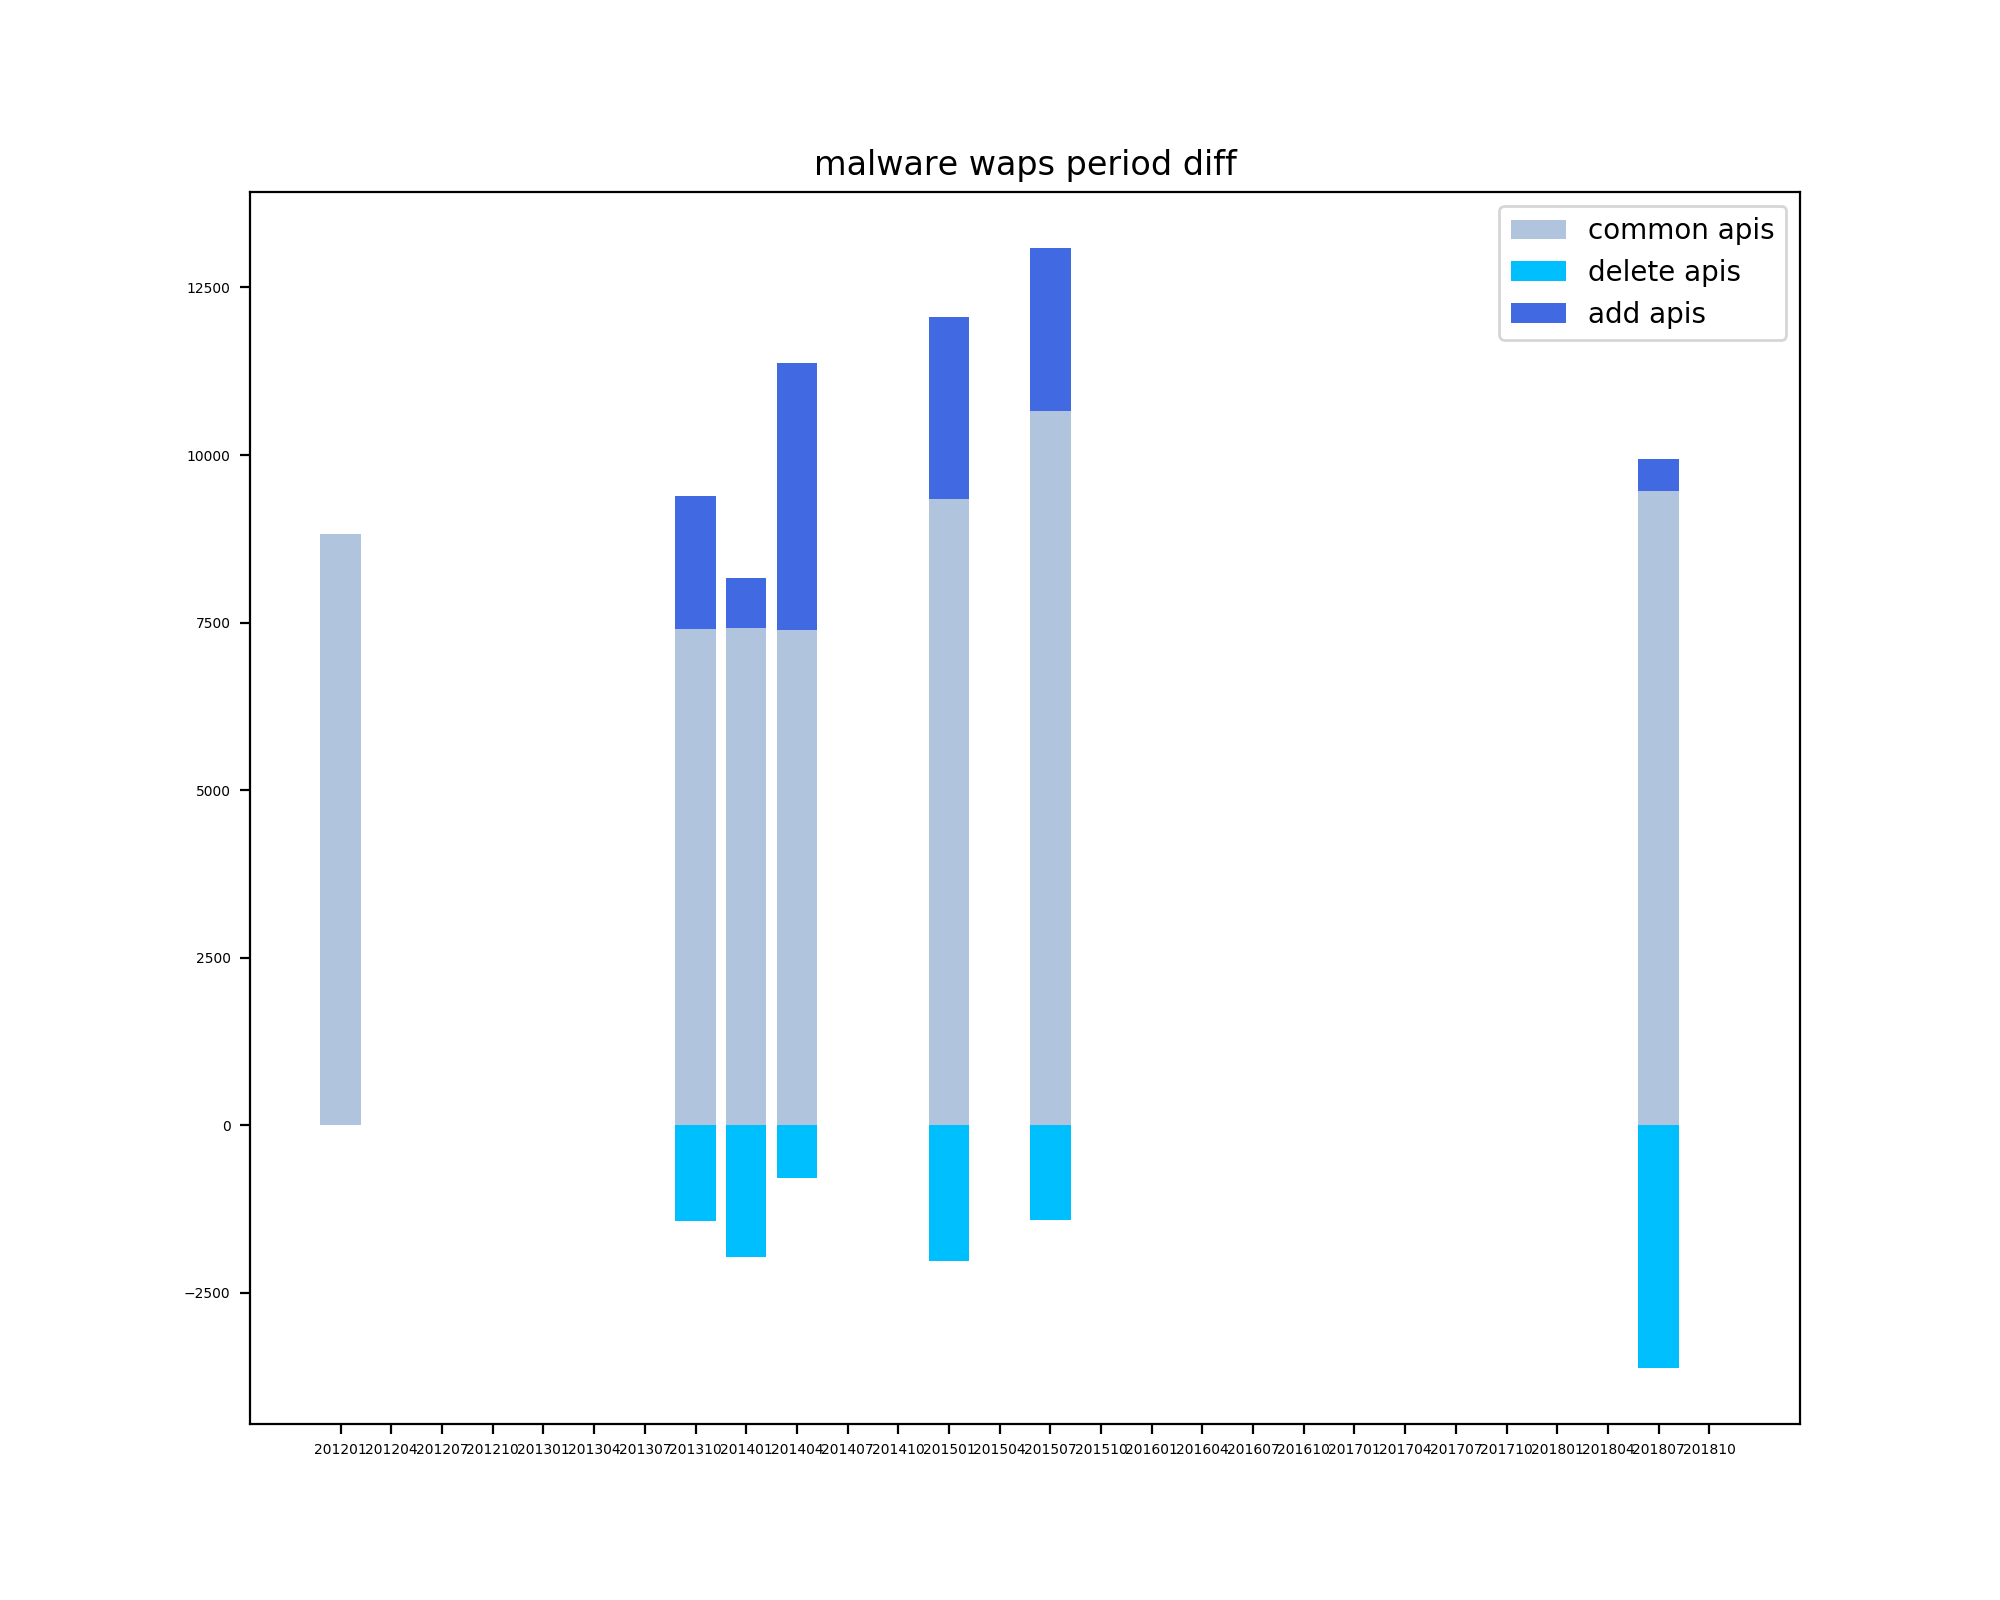 malware waps period diff
common apis
delete apis
add apis
12500
10000
7500
5000
2500
0
−2500
201201 201204 201207 201210 201301 201304 201307 201310 201401 201404 201407 201410 201501 201504 201507 201510 201601 201604 201607 201610 201701 201704 201707 201710 201801 201804 201807 201810